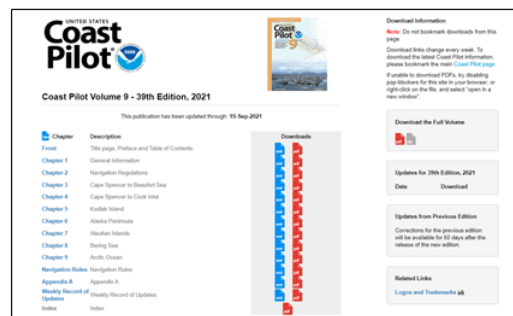 UNITED STATES
Coast
Pilot
Coast Pilot Volume 9 - 39th Edition, 2021
This publication has been updated through: 15-Sep-2021
Chapter Description Downloads
Front Title page, Preface and Table of Contents
Chapter 1 General Information
Chapter 2 Navigation Regulations
Chapter 3 Cape Spencer to Beaufort Sea
Chapter 4 Cape Spencer to Cook Inlet
Chapter 5 Kodiak Island
Chapter 6 Alaska Peninsula
Chapter 7 Aleutian Islands
Chapter 8 Bering Sea
Chapter 9 Arctic Ocean
Navigation Rules Navigation Rules
Appendix A Appendix A
Weekly Record of Updates Weekly Record of Updates
Index Index
Coast
Pilot
9
Download Information
Note: Do not bookmark downloads from this
page.
Download links change every week. To
download the latest Coast Pilot information,
please bookmark the main Coast Pilot page.
If unable to download PDFs, try disabling
pop-blockers for this site in your browser; or
right-click on the file, and select "open in a
new window".
Download the Full Volume
Updates for 39th Edition, 2021
Date Download
Updates from Previous Edition
Corrections for the previous edition
will be available for 60 days after the
release of the new edition.
Related Links
Logos and Trademarks